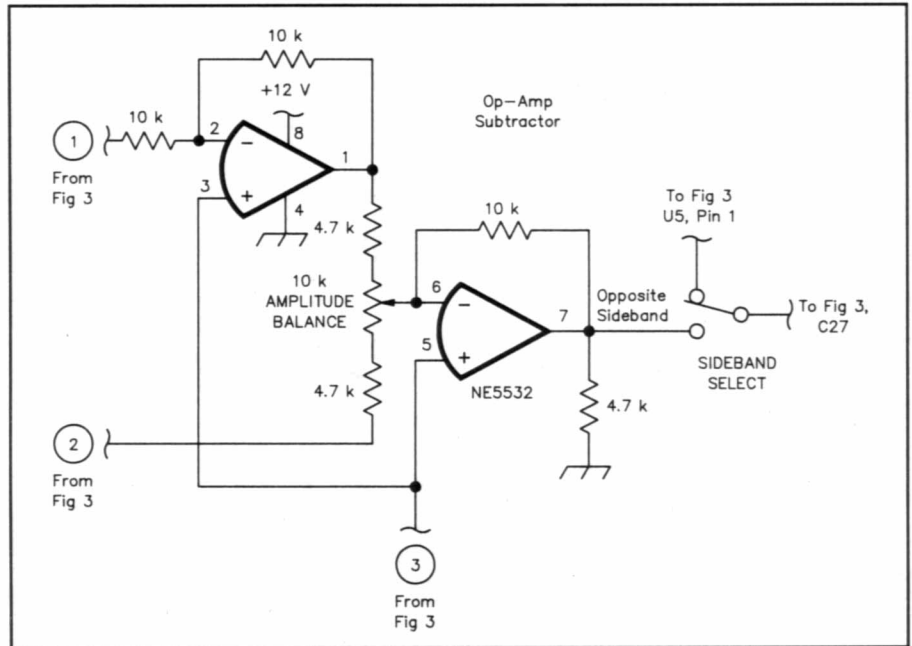 10 k
+12 V
Op-Amp
Subtractor
10 k
1
From
Fig 3
2
-
8
3
+
1
4
4.7 k
10 k
To Fig 3
U5, Pin 1
10 k
AMPLITUDE
BALANCE
6
-
5
+
7
NE5532
Opposite
Sideband
To Fig 3,
C27
SIDEBAND
SELECT
4.7 k
4.7 k
2
From
Fig 3
3
From
Fig 3